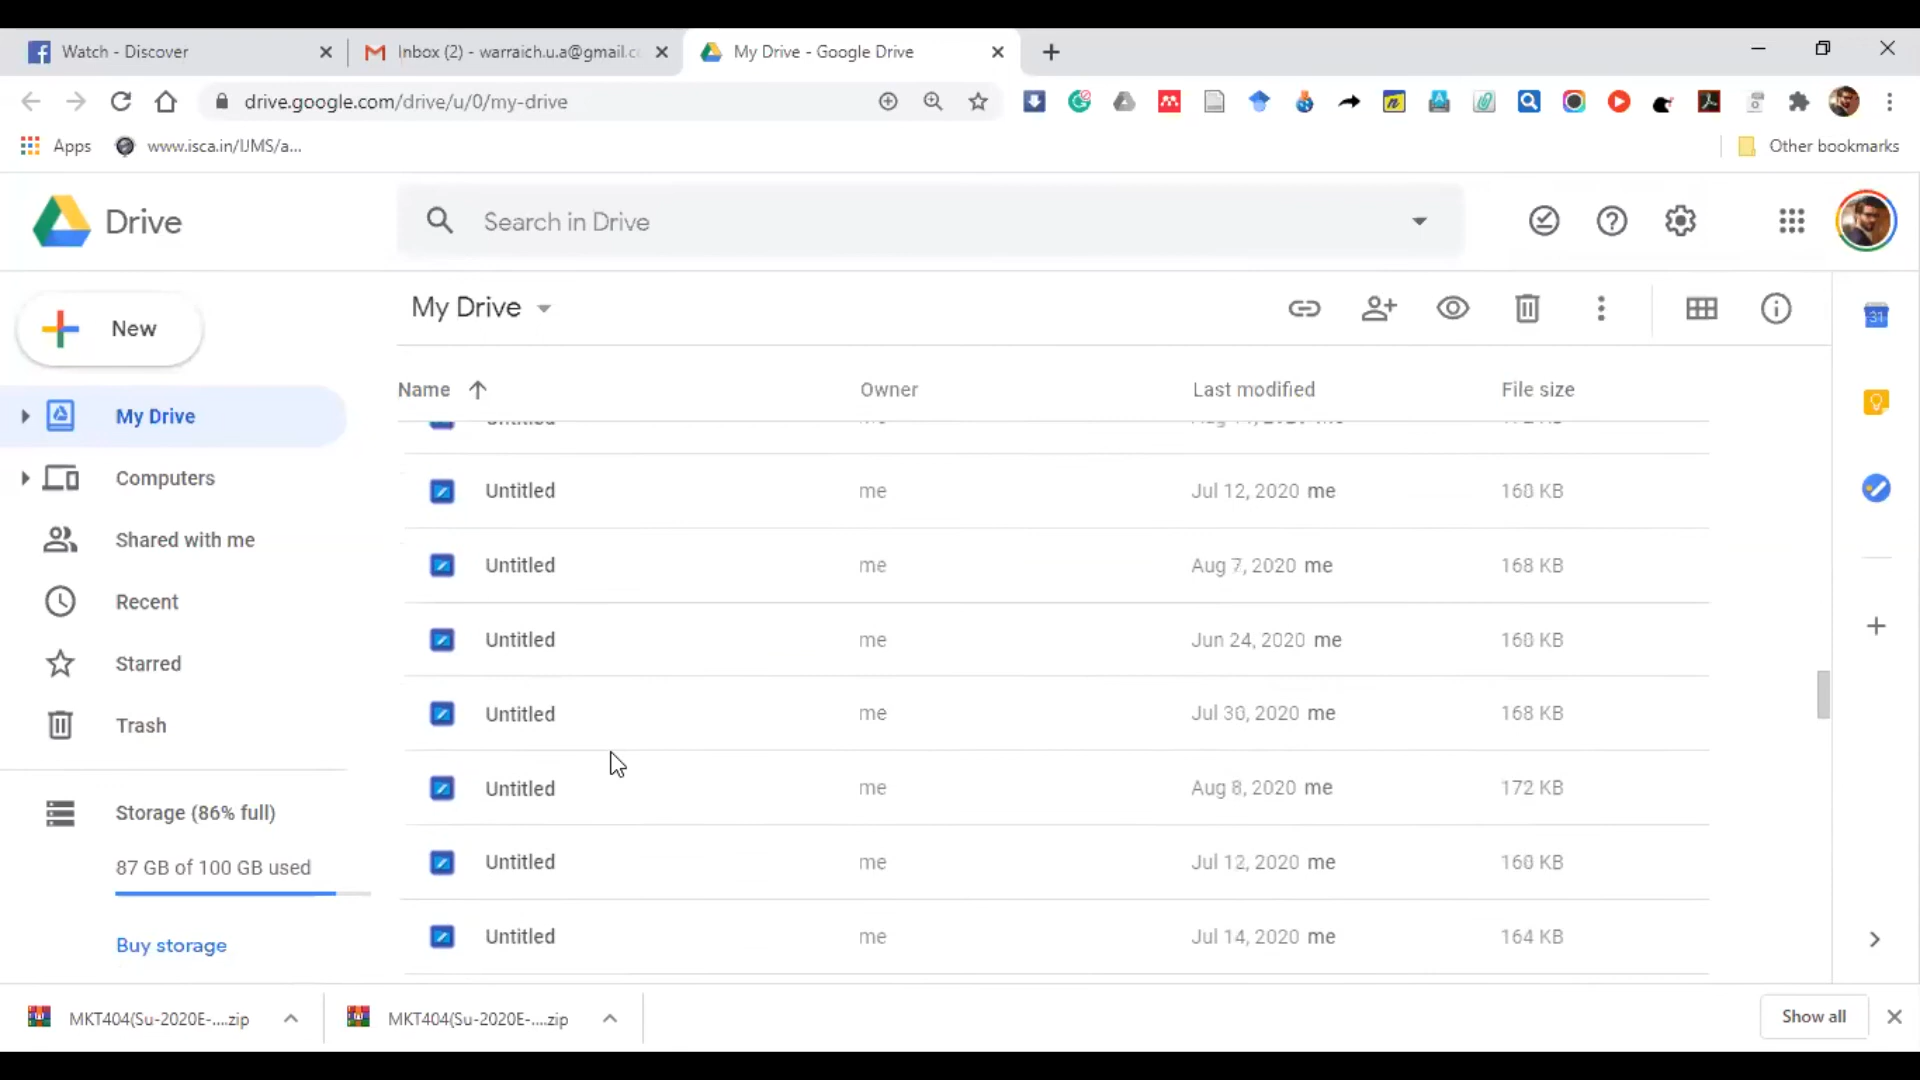 Watch - Discover
Inbox (2) - warraich.u.a@gmail.c
My Drive - Google Drive
drive.google.com/drive/u/0/my-drive
Apps
www.isca.in/IJMS/a...
Other bookmarks
Drive
Search in Drive
New
My Drive
Name
Owner
Last modified
File size
31
My Drive
Computers
Shared with me
Recent
Starred
Trash
Storage (86% full)
87 GB of 100 GB used
Buy storage
Untitled me Jul 12, 2020 me 160 KB
Untitled me Aug 7, 2020 me 168 KB
Untitled me Jun 24, 2020 me 160 KB
Untitled me Jul 30, 2020 me 168 KB
Untitled me Aug 8, 2020 me 172 KB
Untitled me Jul 12, 2020 me 160 KB
Untitled me Jul 14, 2020 me 164 KB
MKT404(Su-2020E-....zip
MKT404(Su-2020E-....zip
Show all